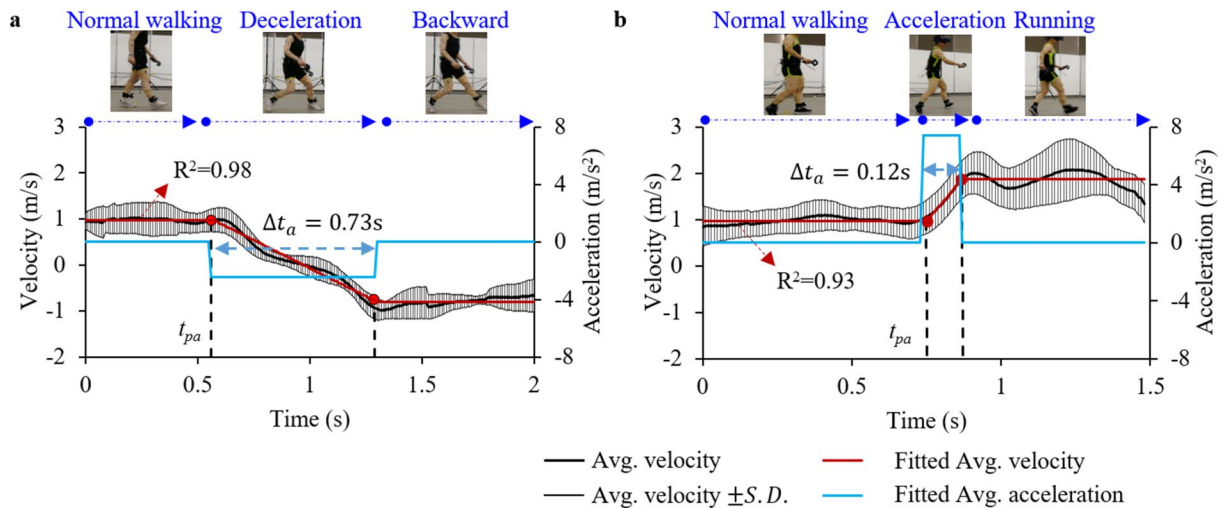 a
Normal walking Deceleration Backward
3
2
1
0
-1
-2
Velocity (m/s)
R²=0.98
Δtₐ = 0.73s
t_pa
8
4
0
-4
-8
Acceleration (m/s²)
0 0.5 1 1.5 2
Time (s)
b
Normal walking Acceleration Running
3
2
1
0
-1
-2
Velocity (m/s)
Δtₐ = 0.12s
R²=0.93
t_pa
8
4
0
-4
-8
Acceleration (m/s²)
0 0.5 1 1.5
Time (s)
Avg. velocity
Fitted Avg. velocity
Avg. velocity ±S.D.
Fitted Avg. acceleration